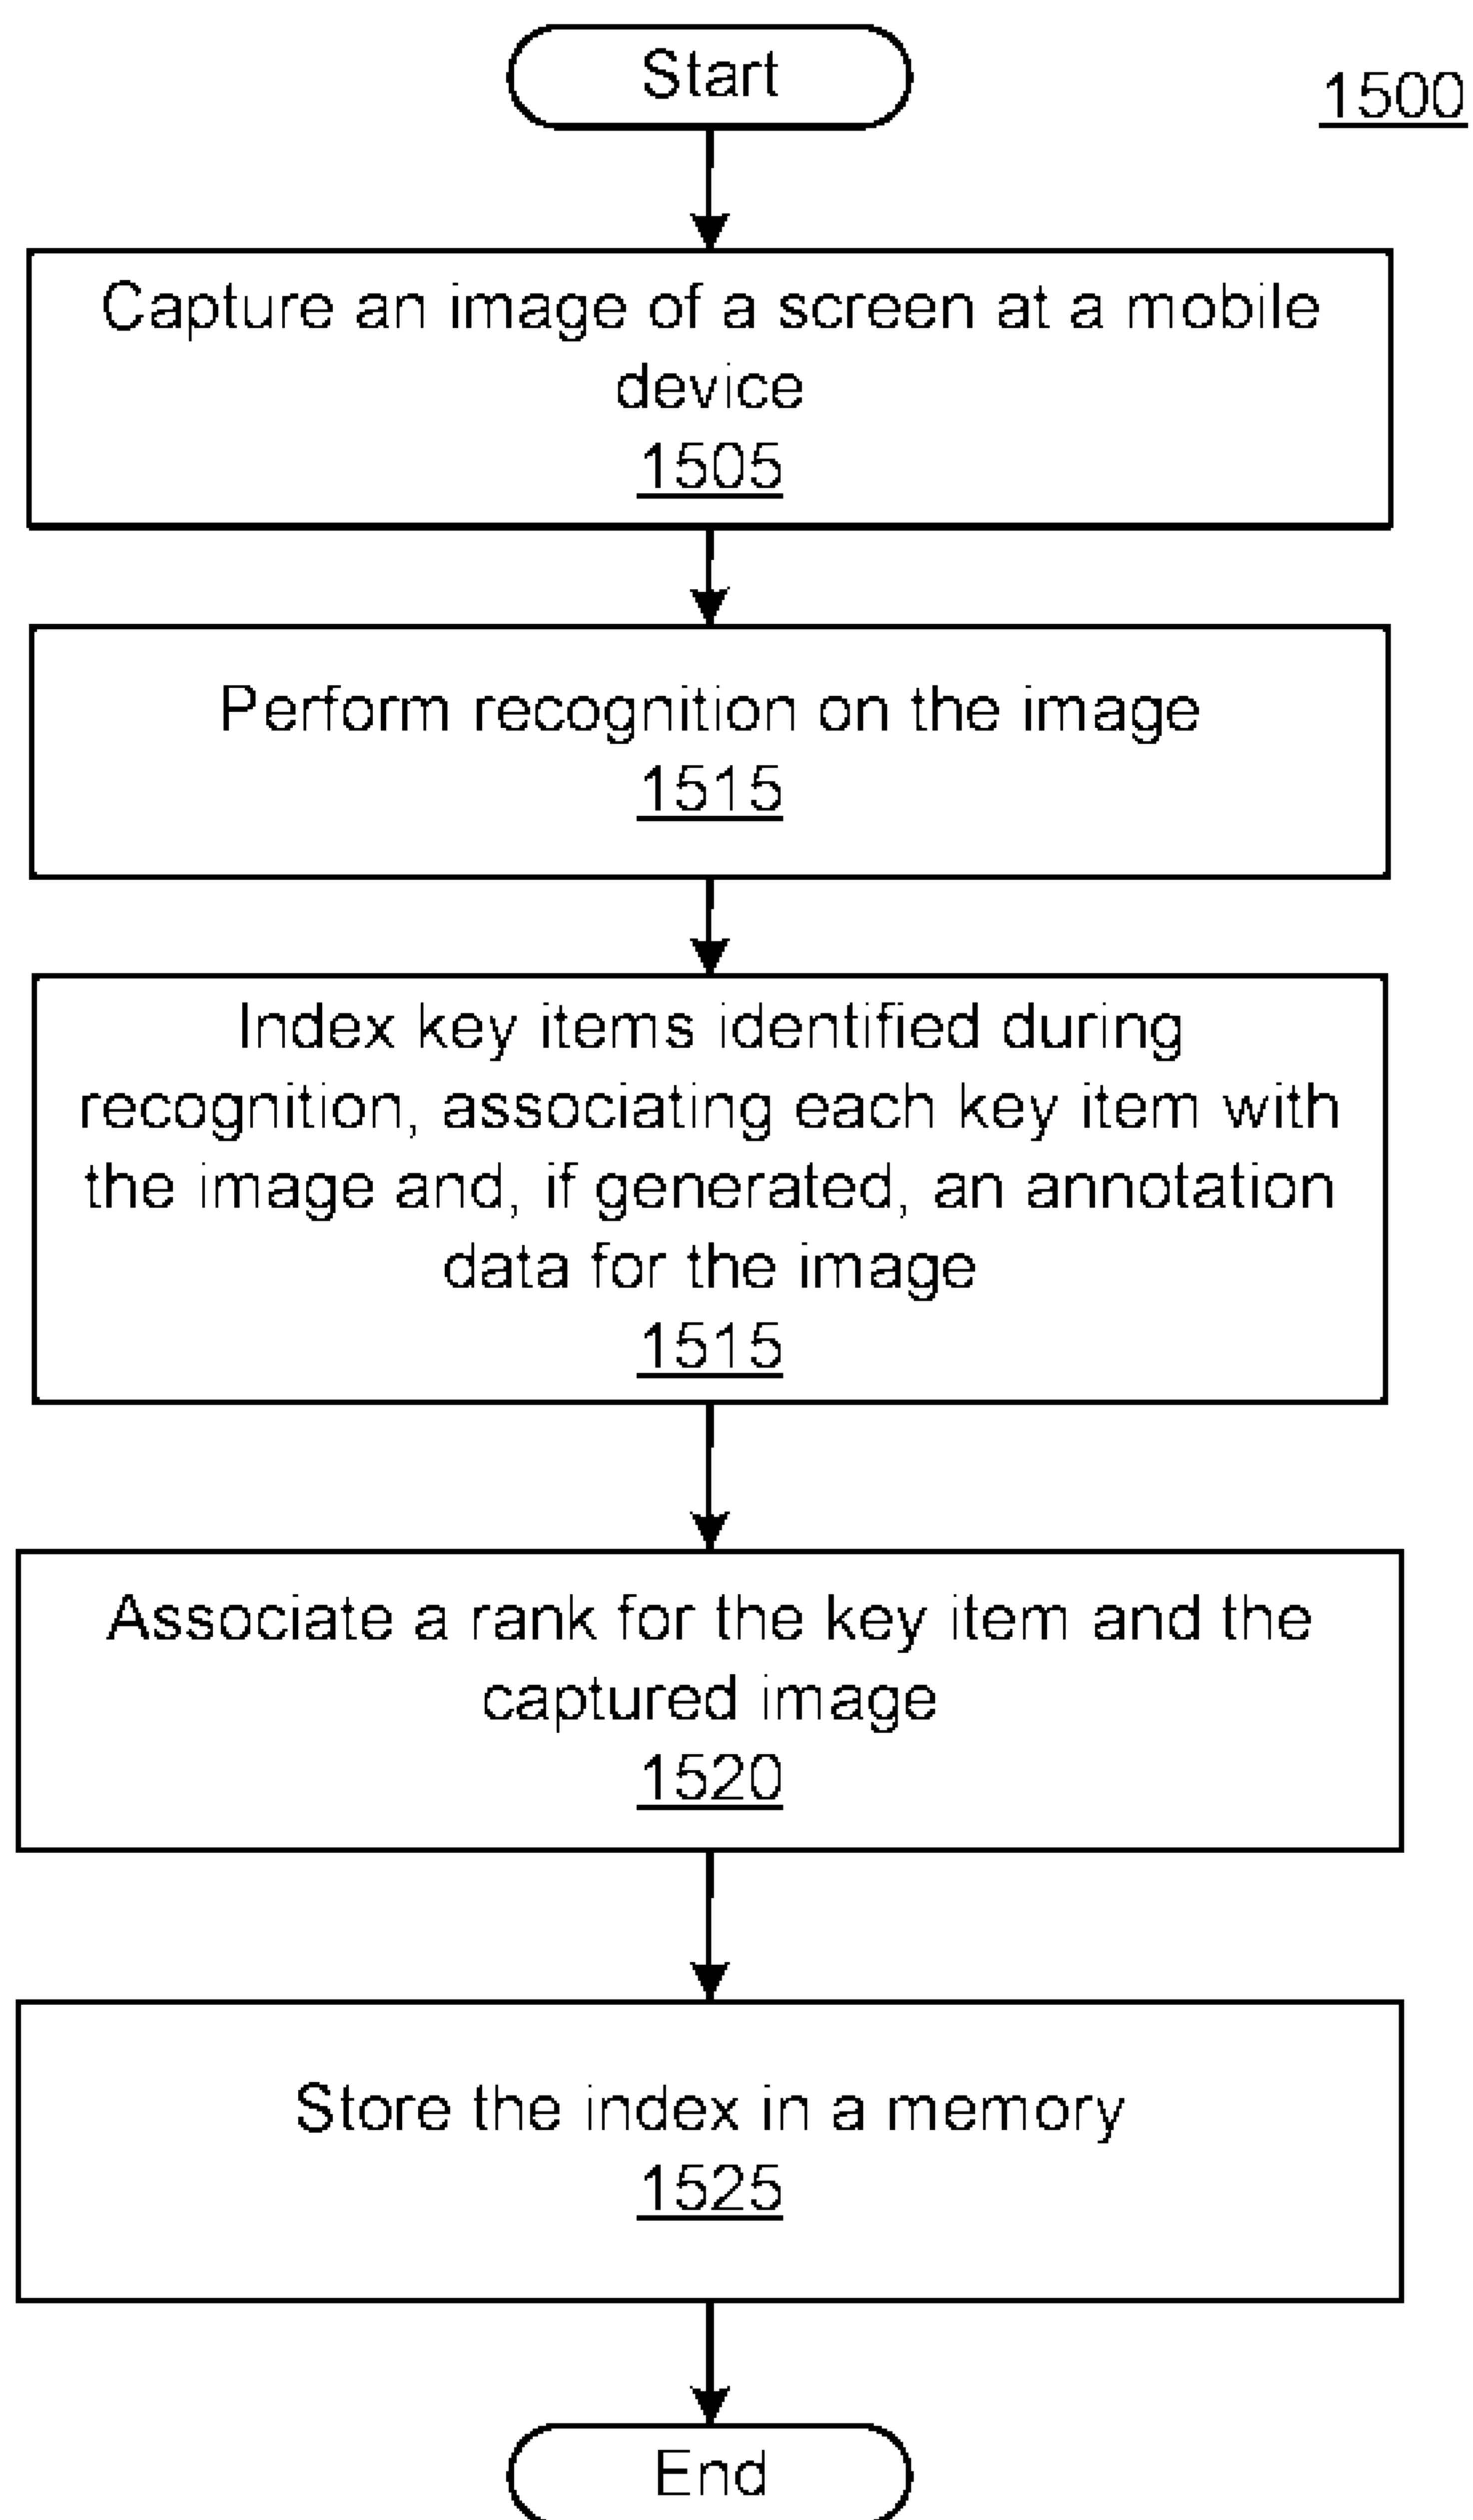 Start
1500
Capture an image of a screen at a mobile
device
1505
Perform recognition on the image
1515
Index key items identified during
recognition, associating each key item with
the image and, if generated, an annotation
data for the image
1515
Associate a rank for the key item and the
captured image
1520
Store the index in a memory
1525
End